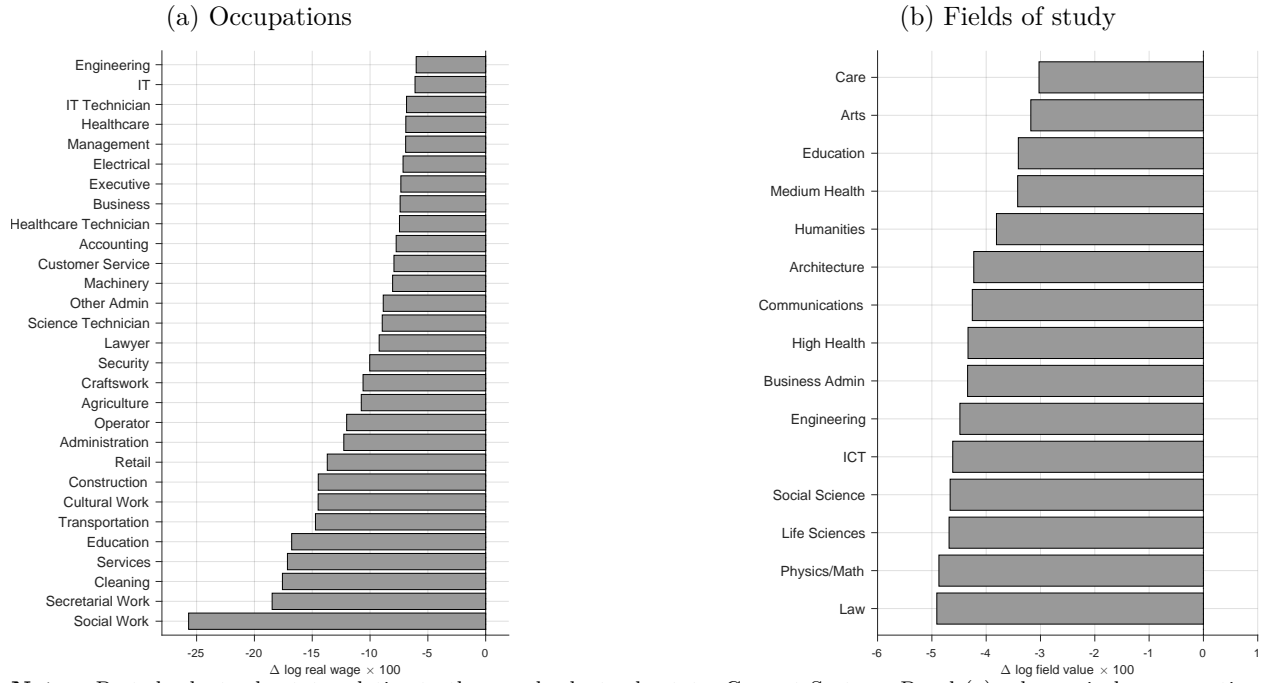 (a) Occupations
Engineering
IT
IT Technician
Healthcare
Management
Electrical
Executive
Business
Healthcare Technician
Accounting
Customer Service
Machinery
Other Admin
Science Technician
Lawyer
Security
Craftswork
Agriculture
Operator
Administration
Retail
Construction
Cultural Work
Transportation
Education
Services
Cleaning
Secretarial Work
Social Work
-25 -20 -15 -10 -5 0
Δ log real wage × 100
(b) Fields of study
Care
Arts
Education
Medium Health
Humanities
Architecture
Communications
High Health
Business Admin
Engineering
ICT
Social Science
Life Sciences
Physics/Math
Law
-6 -5 -4 -3 -2 -1 0 1
Δ log field value × 100